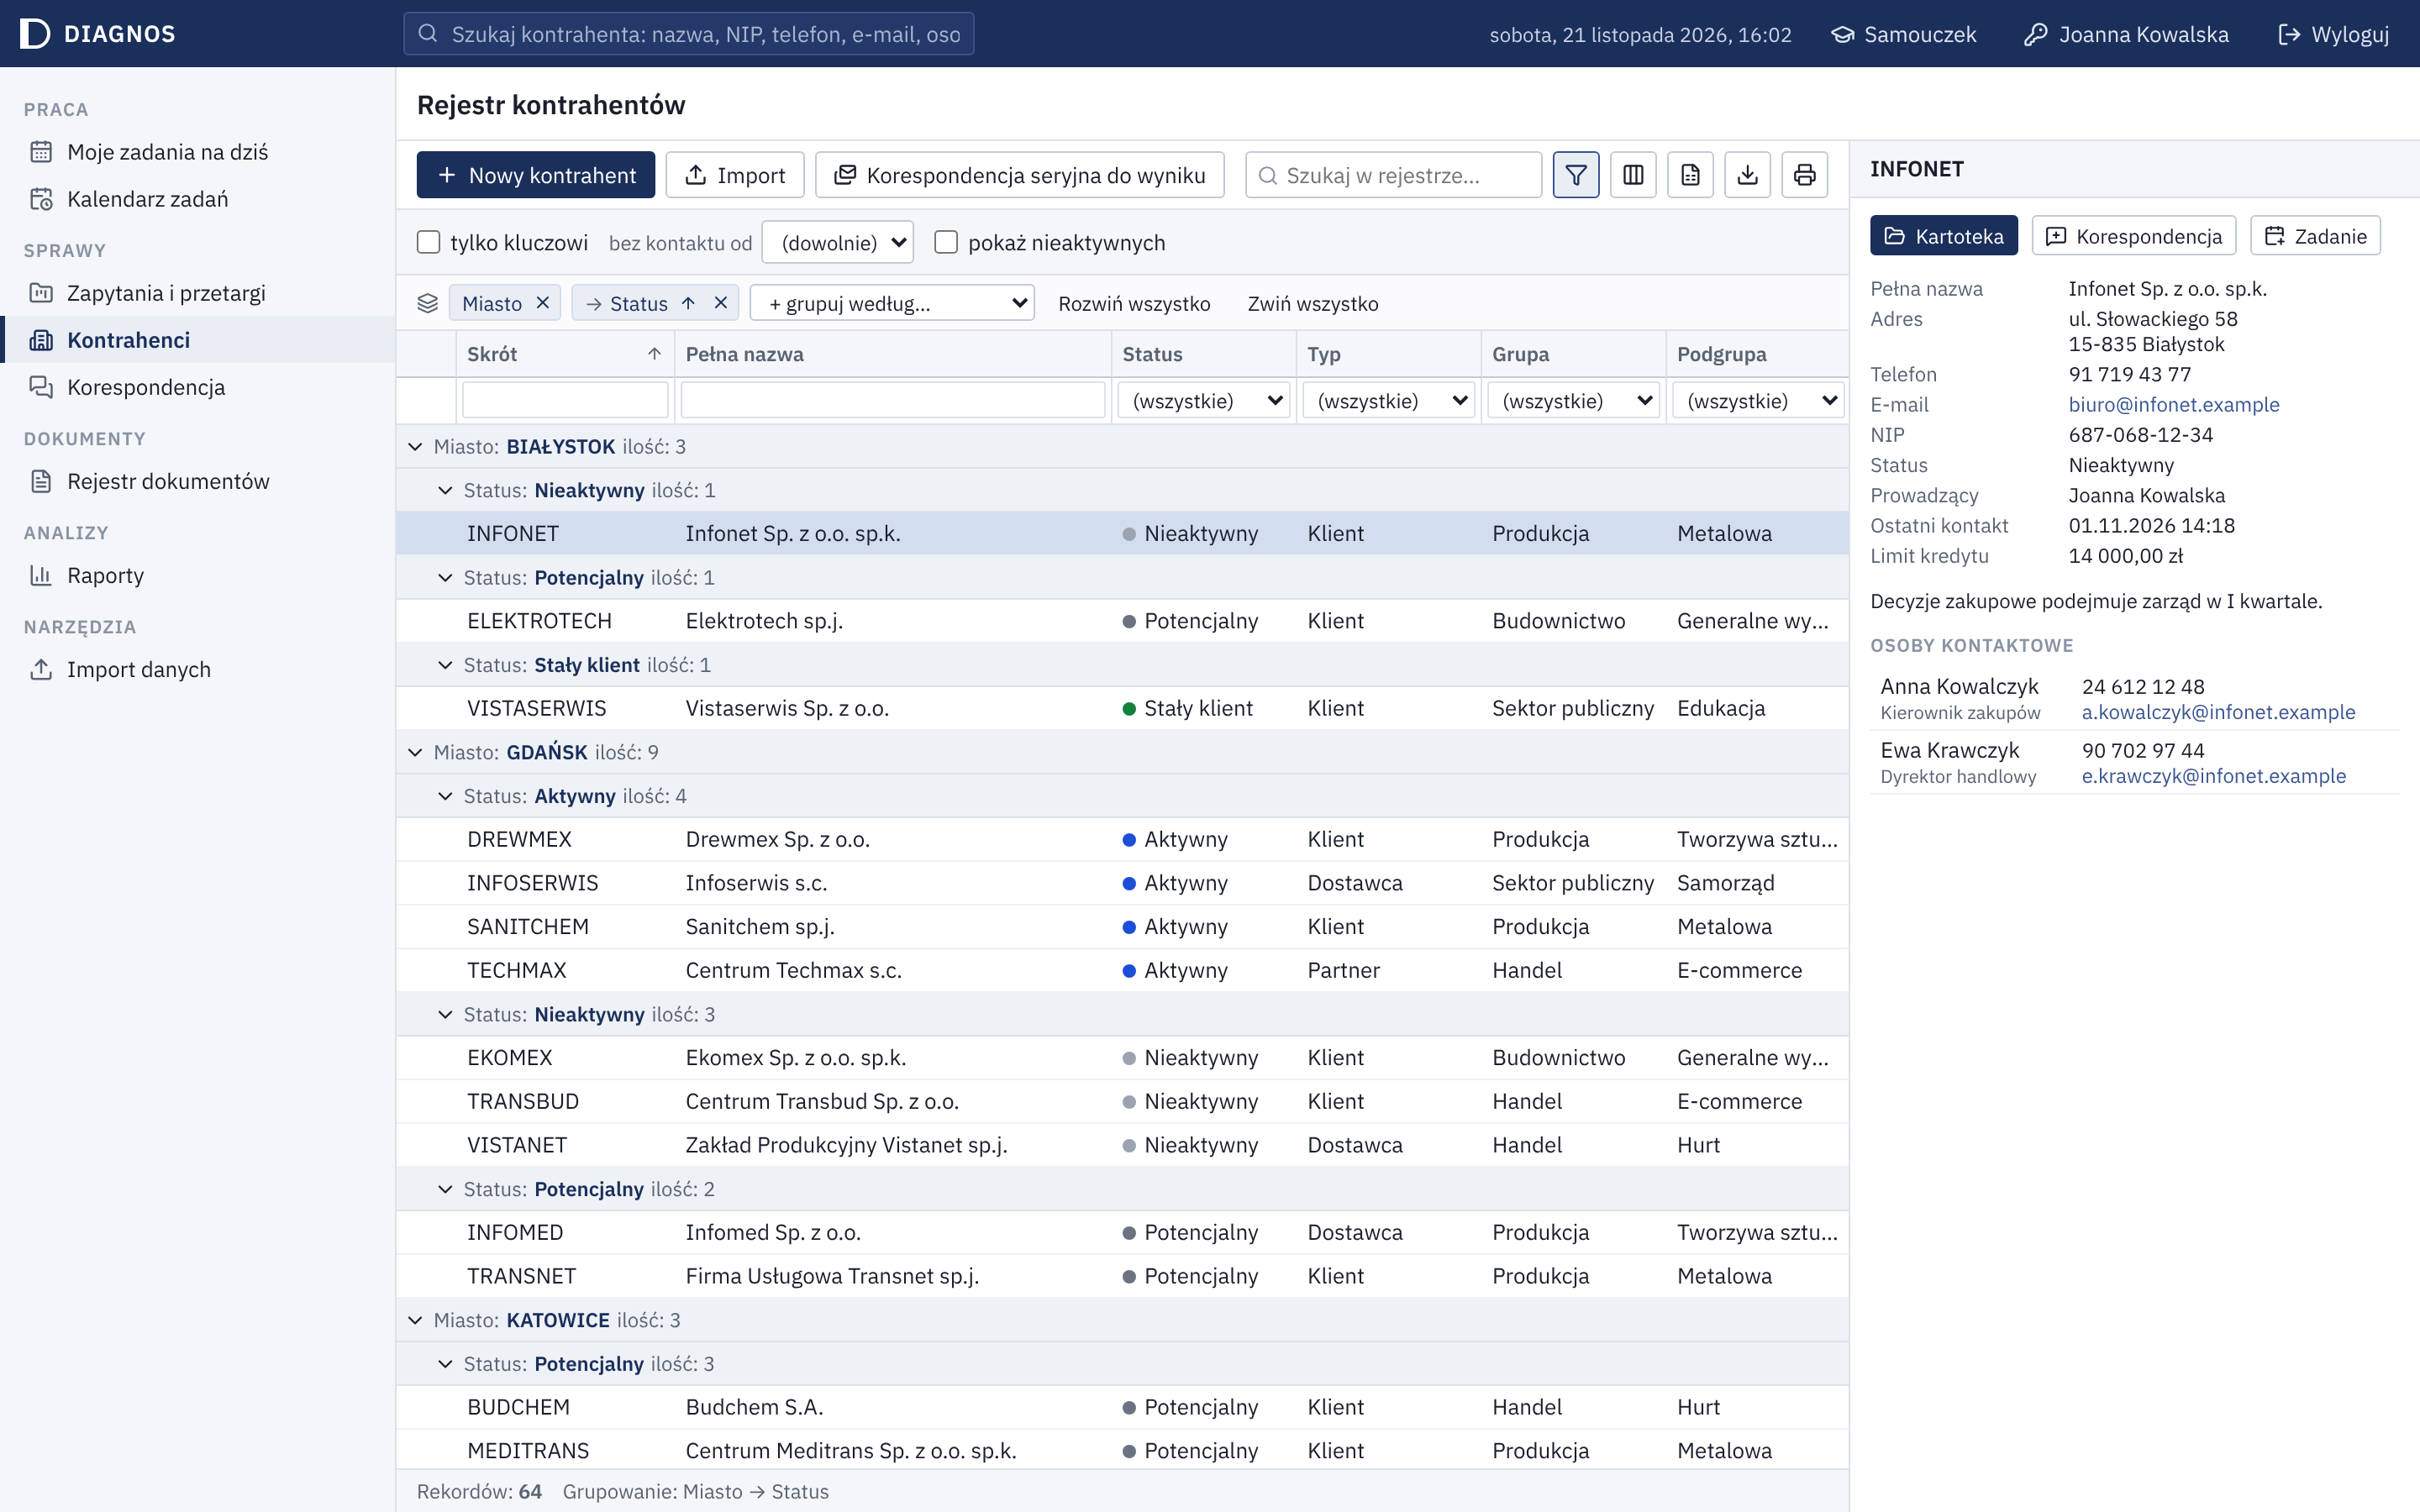 DIAGNOS
Szukaj kontrahenta: nazwa, NIP, telefon, e-mail, oso
sobota, 21 listopada 2026, 16:02
Samouczek
Joanna Kowalska
Wyloguj
PRACA
Moje zadania na dziś
Kalendarz zadań
SPRAWY
Zapytania i przetargi
Kontrahenci
Korespondencja
DOKUMENTY
Rejestr dokumentów
ANALIZY
Raporty
NARZĘDZIA
Import danych
Rejestr kontrahentów
Nowy kontrahent
Import
Korespondencja seryjna do wyniku
Szukaj w rejestrze...
tylko kluczowi bez kontaktu od (dowolnie) pokaż nieaktywnych
Miasto → Status ↑ + grupuj według... Rozwiń wszystko Zwiń wszystko
Skrót ↑ Pełna nazwa Status Typ Grupa Podgrupa
(wszystkie) (wszystkie) (wszystkie) (wszystkie)
Miasto: BIAŁYSTOK ilość: 3
Status: Nieaktywny ilość: 1
INFONET Infonet Sp. z o.o. sp.k. Nieaktywny Klient Produkcja Metalowa
Status: Potencjalny ilość: 1
ELEKTROTECH Elektrotech sp.j. Potencjalny Klient Budownictwo Generalne wy...
Status: Stały klient ilość: 1
VISTASERWIS Vistaserwis Sp. z o.o. Stały klient Klient Sektor publiczny Edukacja
Miasto: GDAŃSK ilość: 9
Status: Aktywny ilość: 4
DREWMEX Drewmex Sp. z o.o. Aktywny Klient Produkcja Tworzywa sztu...
INFOSERWIS Infoserwis s.c. Aktywny Dostawca Sektor publiczny Samorząd
SANITCHEM Sanitchem sp.j. Aktywny Klient Produkcja Metalowa
TECHMAX Centrum Techmax s.c. Aktywny Partner Handel E-commerce
Status: Nieaktywny ilość: 3
EKOMEX Ekomex Sp. z o.o. sp.k. Nieaktywny Klient Budownictwo Generalne wy...
TRANSBUD Centrum Transbud Sp. z o.o. Nieaktywny Klient Handel E-commerce
VISTANET Zakład Produkcyjny Vistanet sp.j. Nieaktywny Dostawca Handel Hurt
Status: Potencjalny ilość: 2
INFOMED Infomed Sp. z o.o. Potencjalny Dostawca Produkcja Tworzywa sztu...
TRANSNET Firma Usługowa Transnet sp.j. Potencjalny Klient Produkcja Metalowa
Miasto: KATOWICE ilość: 3
Status: Potencjalny ilość: 3
BUDCHEM Budchem S.A. Potencjalny Klient Handel Hurt
MEDITRANS Centrum Meditrans Sp. z o.o. sp.k. Potencjalny Klient Produkcja Metalowa
Rekordów: 64 Grupowanie: Miasto → Status
INFONET
Kartoteka
Korespondencja
Zadanie
Pełna nazwa Infonet Sp. z o.o. sp.k.
Adres ul. Słowackiego 58
15-835 Białystok
Telefon 91 719 43 77
E-mail biuro@infonet.example
NIP 687-068-12-34
Status Nieaktywny
Prowadzący Joanna Kowalska
Ostatni kontakt 01.11.2026 14:18
Limit kredytu 14 000,00 zł
Decyzje zakupowe podejmuje zarząd w I kwartale.
OSOBY KONTAKTOWE
Anna Kowalczyk 24 612 12 48
Kierownik zakupów a.kowalczyk@infonet.example
Ewa Krawczyk 90 702 97 44
Dyrektor handlowy e.krawczyk@infonet.example